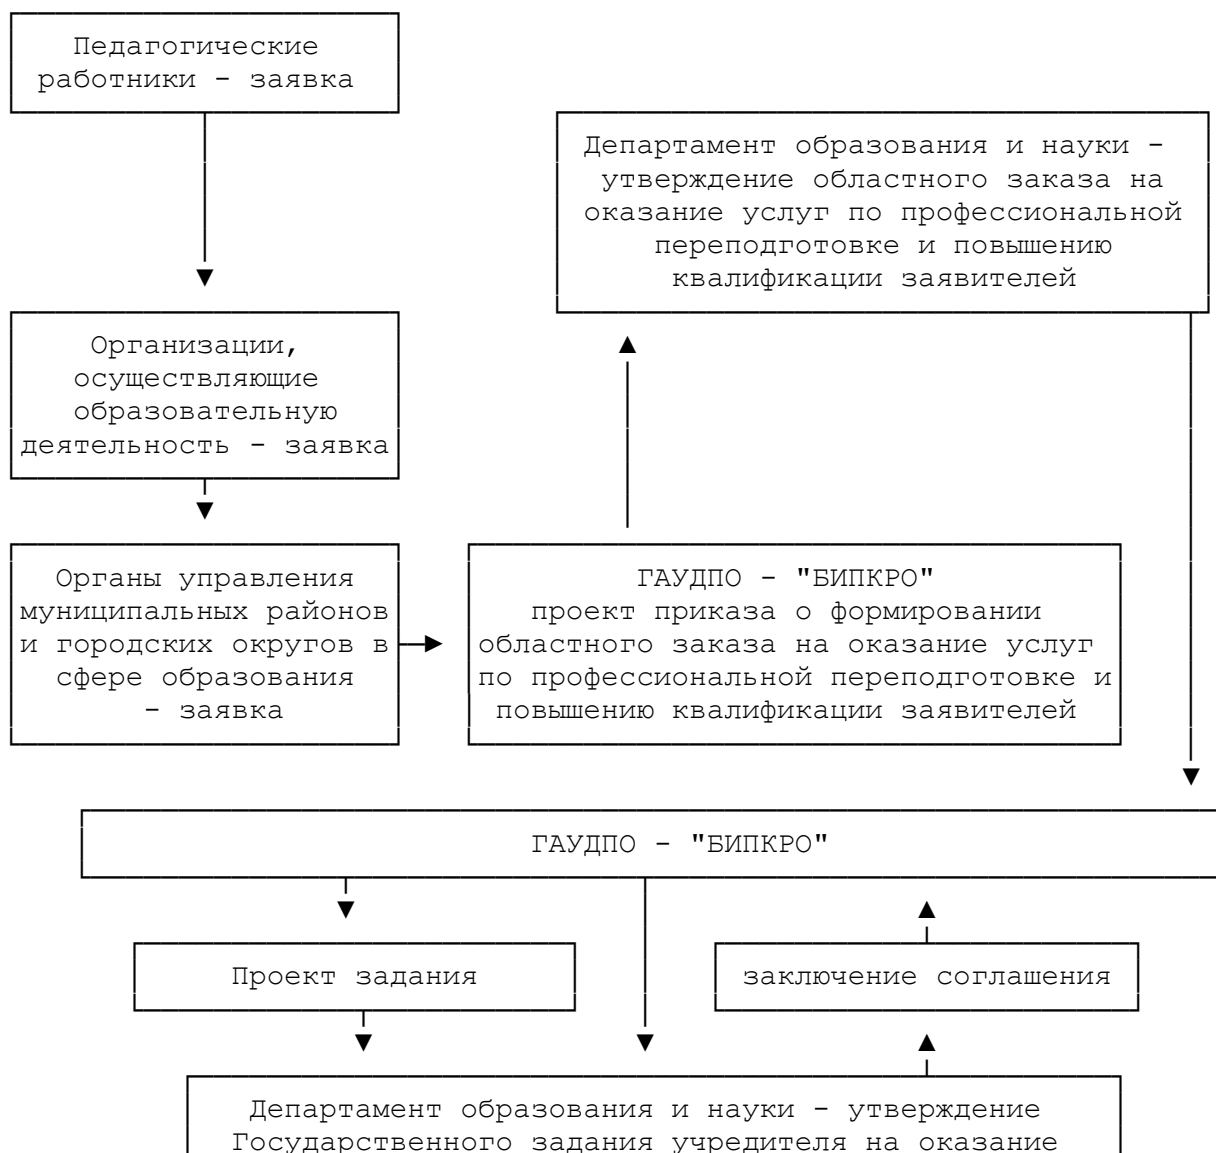 Педагогические
работники - заявка
Департамент образования и науки -
утверждение областного заказа на
оказание услуг по профессиональной
переподготовке и повышению
квалификации заявителей
Организации,
осуществляющие
образовательную
деятельность - заявка
Органы управления
муниципальных районов
и городских округов в
сфере образования
- заявка
ГАУДПО - "БИПКРО"
проект приказа о формировании
областного заказа на оказание услуг
по профессиональной переподготовке и
повышению квалификации заявителей
ГАУДПО - "БИПКРО"
Проект задания
заключение соглашения
Департамент образования и науки - утверждение
Государственного задания учредителя на оказание